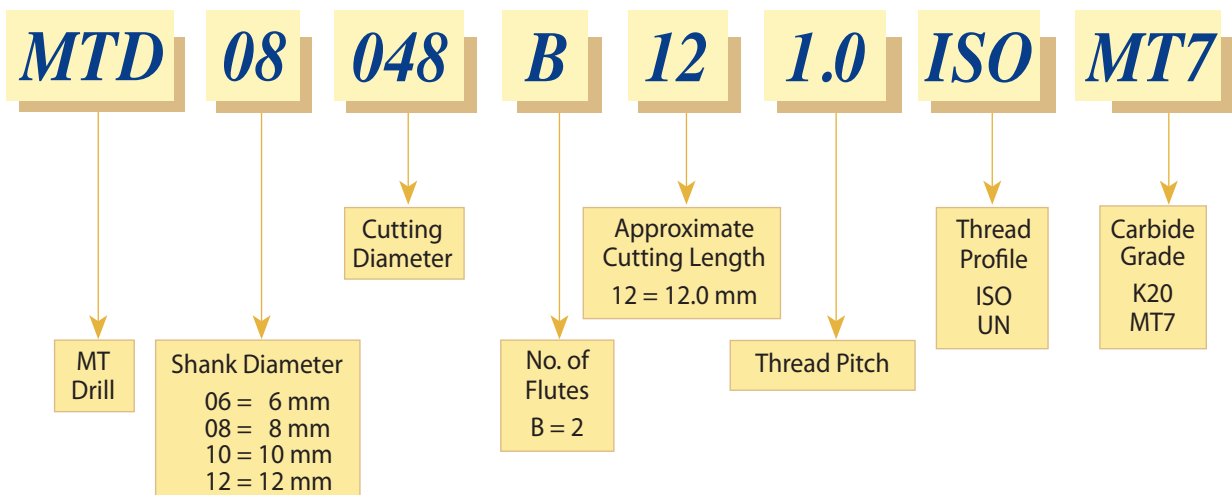 MTD 08 048 B 12 1.0 ISO MT7
Cutting
Diameter
Approximate
Cutting Length
12 = 12.0 mm
Thread
Profile
ISO
UN
Carbide
Grade
K20
MT7
MT
Drill
Shank Diameter
06 = 6 mm
08 = 8 mm
10 = 10 mm
12 = 12 mm
No. of
Flutes
B = 2
Thread Pitch